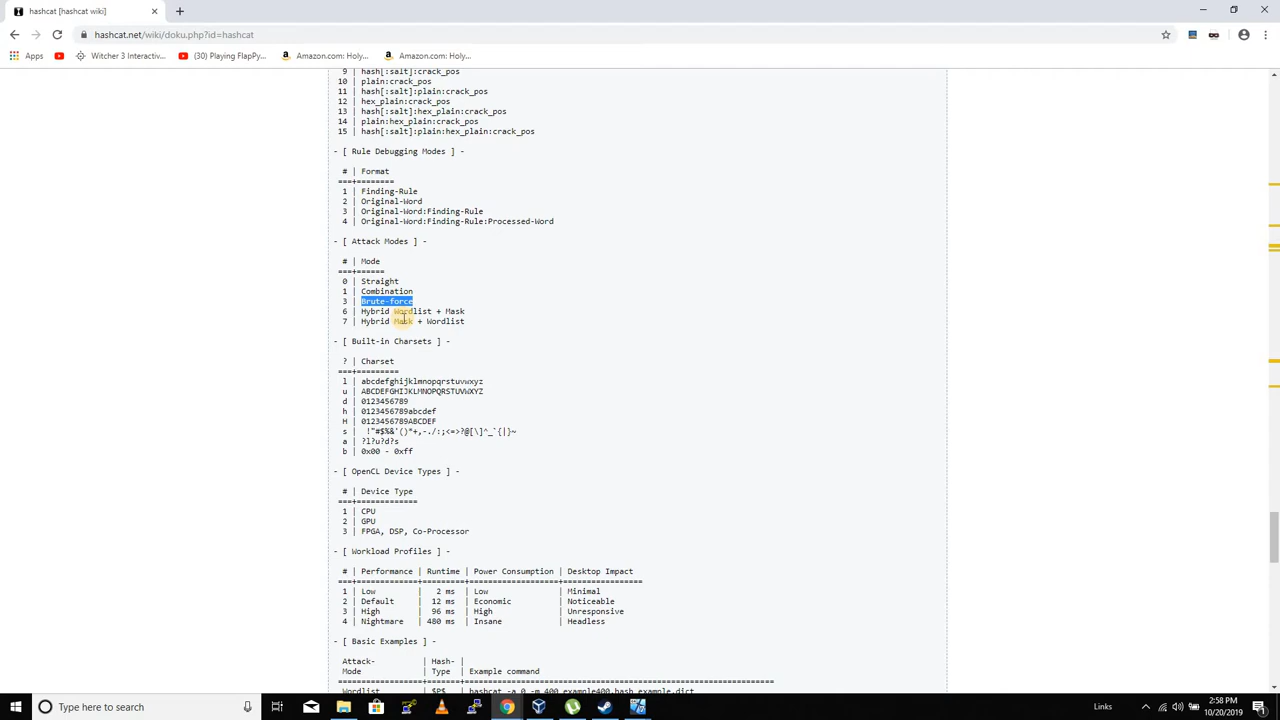 hashcat [hashcat wiki]
hashcat.net/wiki/doku.php?id=hashcat
Apps
Witcher 3 Interactiv...
(30) Playing FlapPy...
Amazon.com: Holy...
Amazon.com: Holy...
9 | hash[:salt]:crack_pos
10 | plain:crack_pos
11 | hash[:salt]:plain:crack_pos
12 | hex_plain:crack_pos
13 | hash[:salt]:hex_plain:crack_pos
14 | plain:hex_plain:crack_pos
15 | hash[:salt]:plain:hex_plain:crack_pos
- [ Rule Debugging Modes ] -
# | Format
===+========
1 | Finding-Rule
2 | Original-Word
3 | Original-Word:Finding-Rule
4 | Original-Word:Finding-Rule:Processed-Word
- [ Attack Modes ] -
# | Mode
===+======
0 | Straight
1 | Combination
3 | Brute-force
6 | Hybrid Wordlist + Mask
7 | Hybrid Mask + Wordlist
- [ Built-in Charsets ] -
? | Charset
===+=========
l | abcdefghijklmnopqrstuvwxyz
u | ABCDEFGHIJKLMNOPQRSTUVWXYZ
d | 0123456789
h | 0123456789abcdef
H | 0123456789ABCDEF
s |  !"#$%&'()*+,-./:;<=>?@[\]^_`{|}~
a | ?l?u?d?s
b | 0x00 - 0xff
- [ OpenCL Device Types ] -
# | Device Type
===+=============
1 | CPU
2 | GPU
3 | FPGA, DSP, Co-Processor
- [ Workload Profiles ] -
# | Performance | Runtime | Power Consumption | Desktop Impact
===+=============+=========+===================+=================
1 | Low | 2 ms | Low | Minimal
2 | Default | 12 ms | Economic | Noticeable
3 | High | 96 ms | High | Unresponsive
4 | Nightmare | 480 ms | Insane | Headless
- [ Basic Examples ] -
Attack- | Hash- |
Mode | Type | Example command
==================+=======+==================================================================
Wordlist | $P$ | hashcat -a 0 -m 400 example400.hash example.dict
Type here to search
Links
2:58 PM
10/20/2019